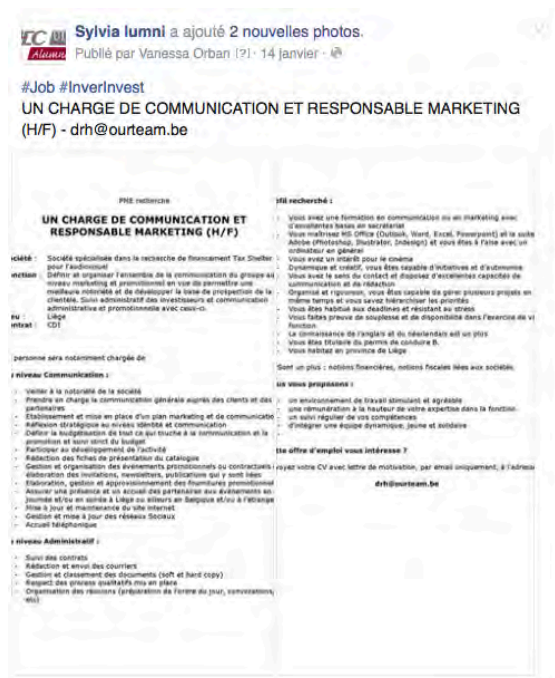 TC
Alumni
Sylvia lumni a ajouté 2 nouvelles photos.
Publié par Vanessa Orban [?] · 14 janvier ·
#Job #InverInvest
UN CHARGE DE COMMUNICATION ET RESPONSABLE MARKETING
(H/F) - drh@ourteam.be
PME recherche
UN CHARGE DE COMMUNICATION ET
RESPONSABLE MARKETING (H/F)
ciété : Société spécialisée dans la recherche de financement Tax Shelter
pour l'audiovisuel
nction : Définir et organiser l'ensemble de la communication du groupe au
niveau marketing et promotionnel en vue de permettre une
meilleure notoriété et de développer la base de prospection de la
clientèle. Suivi administratif des investisseurs et communication
administrative et promotionnelle avec ceux-ci.
eu : Liège
ntrat : CDI
personne sera notamment chargée de
niveau Communication :
- Veiller à la notoriété de la société
- Prendre en charge la communication générale auprès des clients et des
partenaires
- Etablissement et mise en place d'un plan marketing et de communicatio
- Réflexion stratégique au niveau identité et communication
- Définir la budgétisation de tout ce qui touche à la communication et la
promotion et suivi strict du budget
- Participer au développement de l'activité
- Rédaction des fiches de présentation du catalogue
- Gestion et organisation des événements promotionnels ou contractuels :
élaboration des invitations, newsletters, publications qui y sont liées
- Elaboration, gestion et approvisionnement des fournitures promotionnel
- Assurer une présence et un accueil des partenaires aux événements en
journée et/ou en soirée à Liège ou ailleurs en Belgique et/ou à l'étrange
- Mise à jour et maintenance du site internet
- Gestion et mise à jour des réseaux Sociaux
- Accueil téléphonique
niveau Administratif :
- Suivi des contrats
- Rédaction et envoi des courriers
- Gestion et classement des documents (soft et hard copy)
- Respect des process qualitatifs mis en place
- Organisation des réunions (préparation de l'ordre du jour, convocations,
etc)
fil recherché :
- Vous avez une formation en communication ou en marketing avec
d'excellentes bases en secrétariat
- Vous maîtrisez MS Office (Outlook, Word, Excel, Powerpoint) et la suite
Adobe (Photoshop, Illustrator, Indesign) et vous êtes à l'aise avec un
ordinateur en général
- Vous avez un intérêt pour le cinéma
- Dynamique et créatif, vous êtes capable d'initiatives et d'autonomie
- Vous avez le sens du contact et disposez d'excellentes capacités de
communication et de rédaction
- Organisé et rigoureux, vous êtes capable de gérer plusieurs projets en
même temps et vous savez hiérarchiser les priorités
- Vous êtes habitué aux deadlines et résistant au stress
- Vous faites preuve de souplesse et de disponibilité dans l'exercice de vo
fonction.
- La connaissance de l'anglais et du néerlandais est un plus
- Vous êtes titulaire du permis de conduire B.
- Vous habitez en province de Liège
Sont un plus : notions financières, notions fiscales liées aux sociétés.
us vous proposons :
- un environnement de travail stimulant et agréable
- une rémunération à la hauteur de votre expertise dans la fonction.
- un suivi régulier de vos compétences
- d'intégrer une équipe dynamique, jeune et solidaire
tte offre d'emploi vous intéresse ?
voyez votre CV avec lettre de motivation, par email uniquement, à l'adresse
drh@ourteam.be